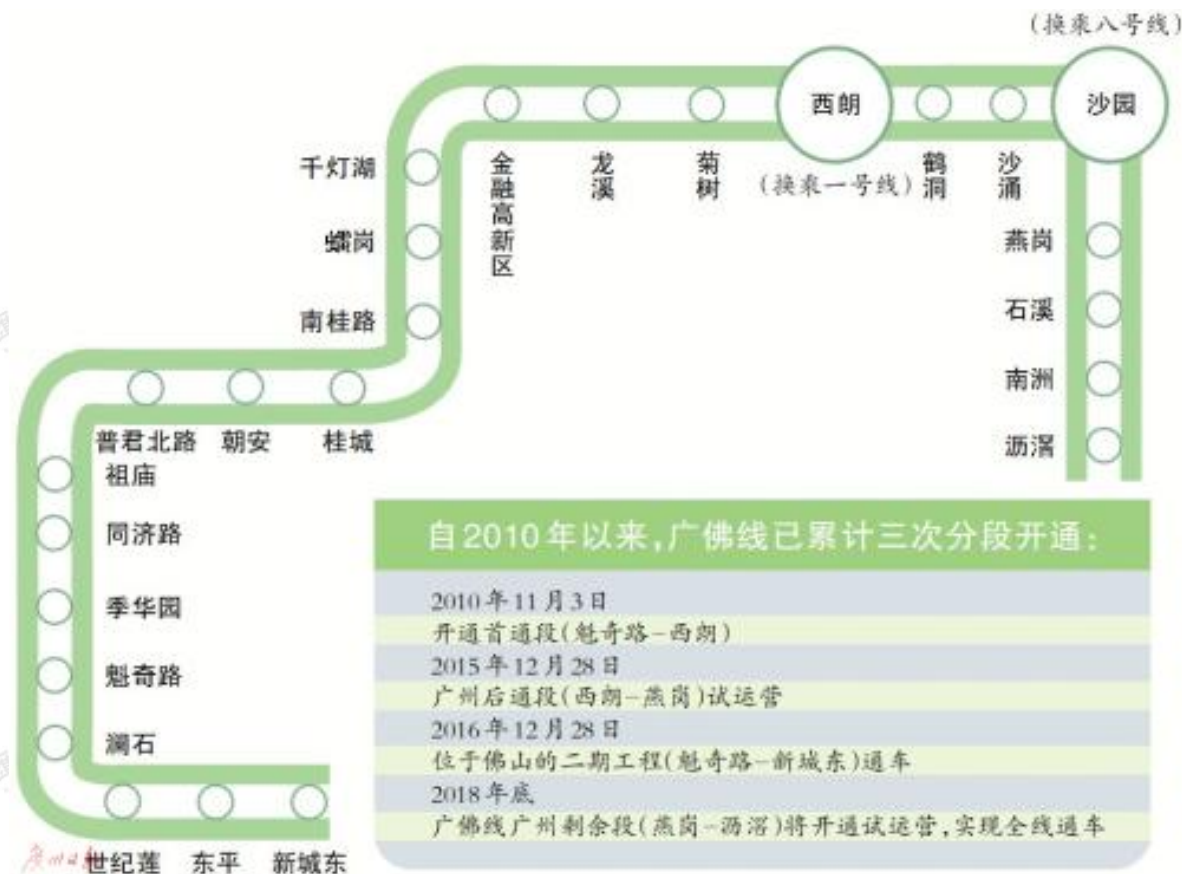 (换乘八号线)
西朗
沙园
千灯湖
金融高新区
龙溪
菊树
(换乘一号线)
鹤洞
沙涌
𧒽岗
燕岗
南桂路
石溪
南洲
普君北路
朝安
桂城
沥滘
祖庙
同济路
季华园
魁奇路
澜石
世纪莲
东平
新城东
自2010年以来,广佛线已累计三次分段开通:
2010年11月3日
开通首通段(魁奇路-西朗)
2015年12月28日
广州后通段(西朗-燕岗)试运营
2016年12月28日
位于佛山的二期工程(魁奇路-新城东)通车
2018年底
广佛线广州剩余段(燕岗-沥滘)将开通试运营,实现全线通车